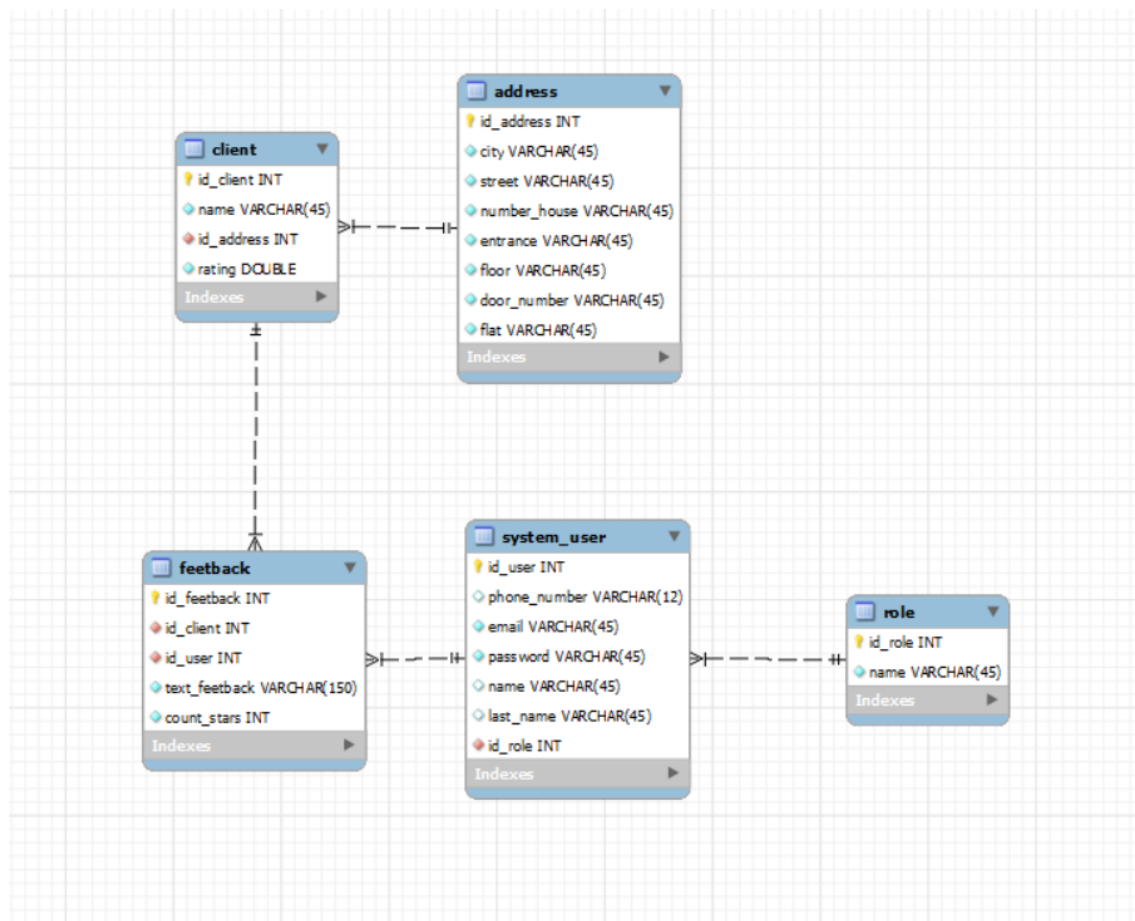 address
id_address INT
city VARCHAR(45)
street VARCHAR(45)
number_house VARCHAR(45)
entrance VARCHAR(45)
floor VARCHAR(45)
door_number VARCHAR(45)
flat VARCHAR(45)
Indexes
client
id_client INT
name VARCHAR(45)
id_address INT
rating DOUBLE
Indexes
feetback
id_feetback INT
id_client INT
id_user INT
text_feetback VARCHAR(150)
count_stars INT
Indexes
system_user
id_user INT
phone_number VARCHAR(12)
email VARCHAR(45)
password VARCHAR(45)
name VARCHAR(45)
last_name VARCHAR(45)
id_role INT
Indexes
role
id_role INT
name VARCHAR(45)
Indexes